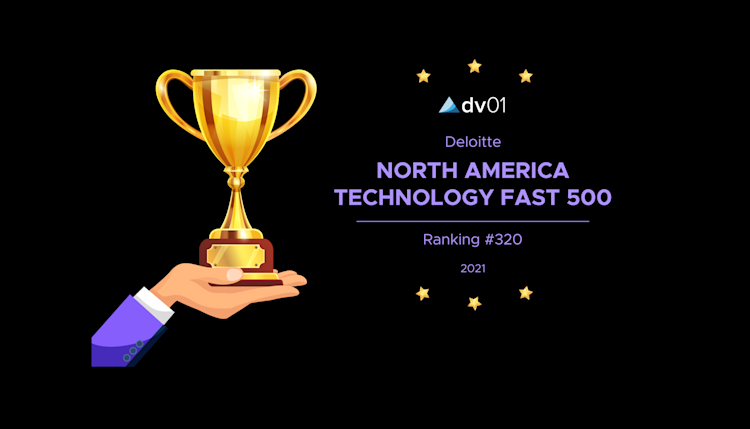 dv01
Deloitte
NORTH AMERICA
TECHNOLOGY FAST 500
Ranking #320
2021